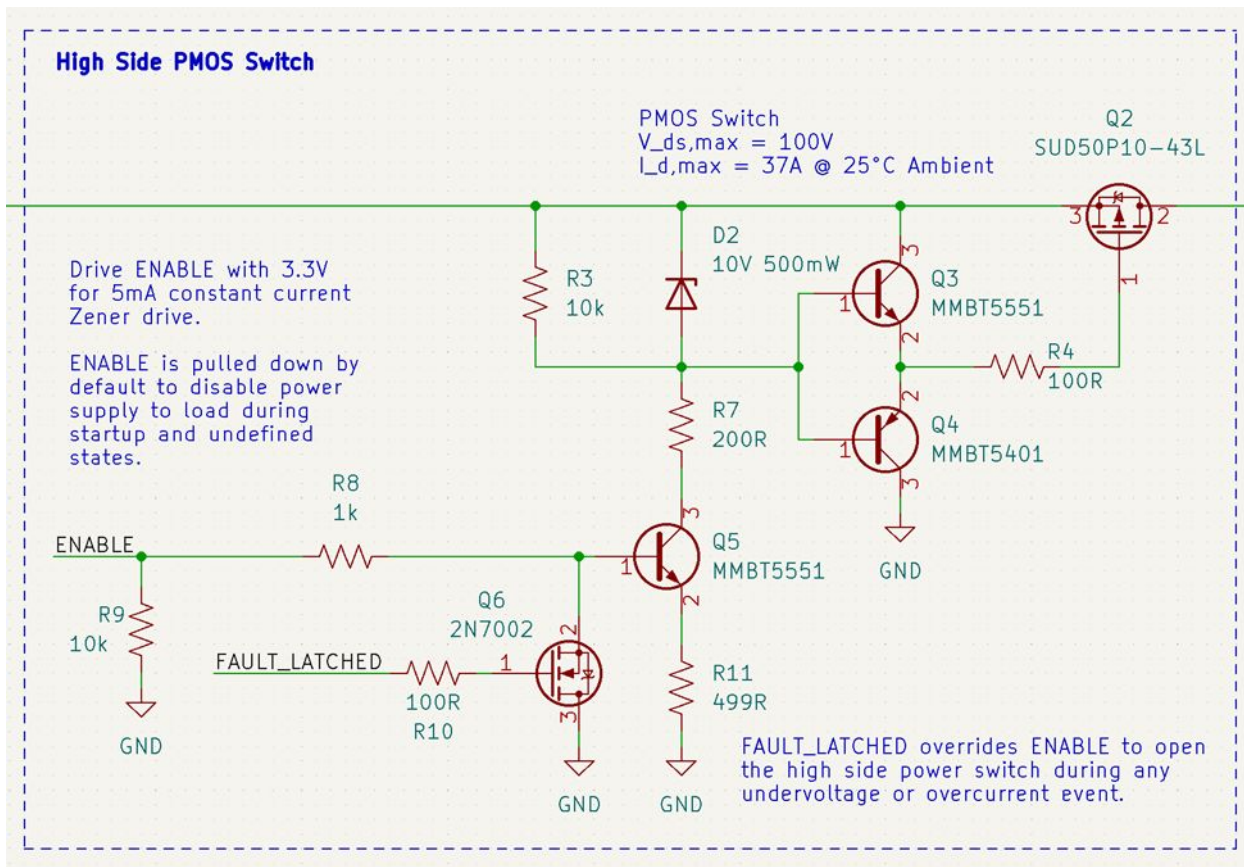 High Side PMOS Switch
PMOS Switch
V_ds,max = 100V
I_d,max = 37A @ 25°C Ambient
Q2
SUD50P10-43L
3
2
1
Drive ENABLE with 3.3V
for 5mA constant current
Zener drive.
ENABLE is pulled down by
default to disable power
supply to load during
startup and undefined
states.
R3
10k
D2
10V 500mW
3
Q3
1
MMBT5551
2
R4
100R
2
Q4
1
MMBT5401
3
GND
R7
200R
R8
1k
ENABLE
3
Q5
1
MMBT5551
2
R9
10k
GND
Q6
2N7002
2
FAULT_LATCHED
1
100R
R10
3
GND
R11
499R
GND
FAULT_LATCHED overrides ENABLE to open
the high side power switch during any
undervoltage or overcurrent event.